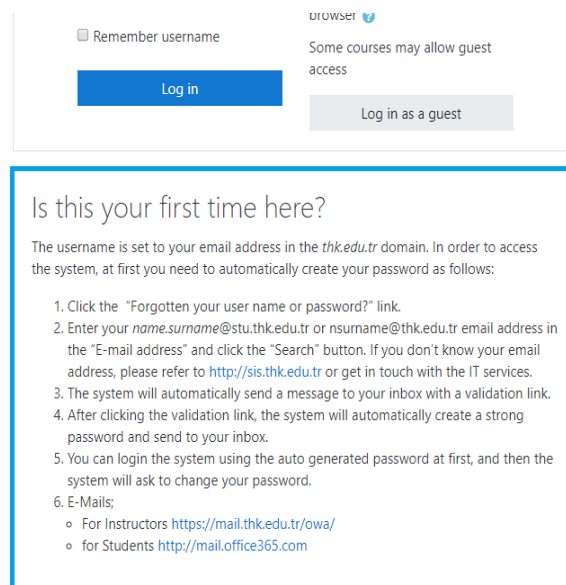 browser
Remember username
Some courses may allow guest
access
Log in
Log in as a guest
Is this your first time here?
The username is set to your email address in the thk.edu.tr domain. In order to access
the system, at first you need to automatically create your password as follows:
1. Click the “Forgotten your user name or password?” link.
2. Enter your name.surname@stu.thk.edu.tr or nsurname@thk.edu.tr email address in
the “E-mail address” and click the “Search” button. If you don’t know your email
address, please refer to http://sis.thk.edu.tr or get in touch with the IT services.
3. The system will automatically send a message to your inbox with a validation link.
4. After clicking the validation link, the system will automatically create a strong
password and send to your inbox.
5. You can login the system using the auto generated password at first, and then the
system will ask to change your password.
6. E-Mails;
For Instructors https://mail.thk.edu.tr/owa/
for Students http://mail.office365.com